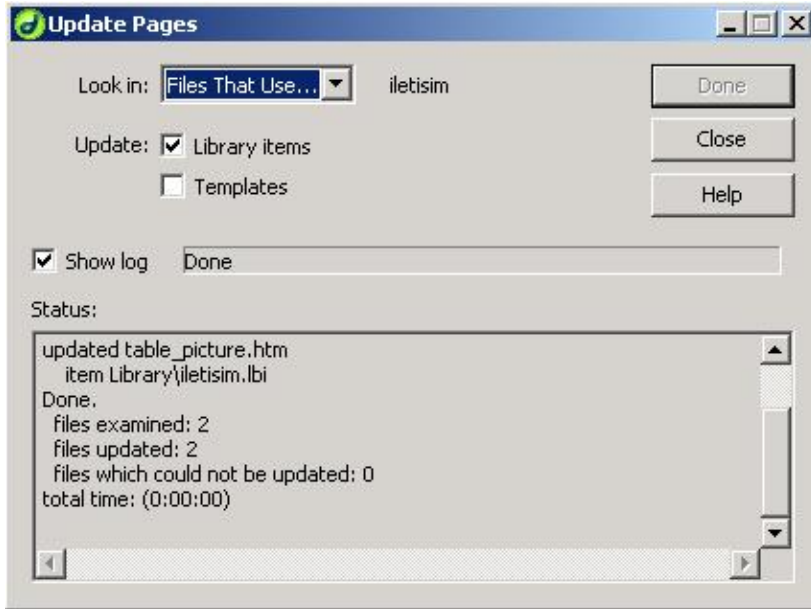 Update Pages
Look in: Files That Use... iletisim Done
Update: Library items Close
Templates Help
Show log Done
Status:
updated table_picture.htm
item Library\iletisim.lbi
Done.
files examined: 2
files updated: 2
files which could not be updated: 0
total time: (0:00:00)